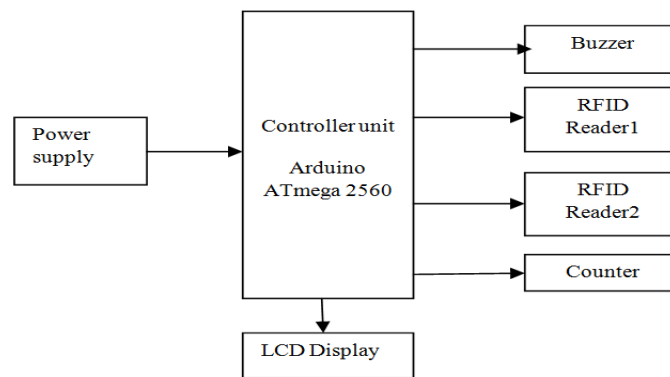 Power
supply
Controller unit
Arduino
ATmega 2560
Buzzer
RFID
Reader1
RFID
Reader2
Counter
LCD Display